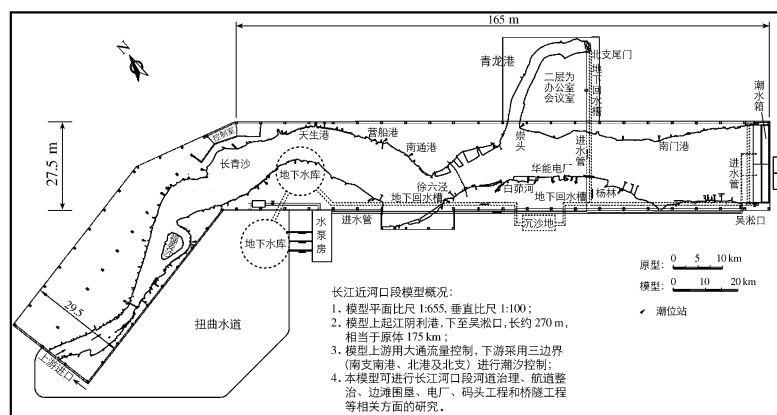 165 m
N
青龙港
北支尾门
地下回水槽
二层为
办公室
会议室
潮水箱
控制室
天生港
营船港
崇头
27.5 m
长青沙
南通港
进水管
南门港
华能电厂
进水管
地下水库
徐六泾
白茆河
杨林
地下回水槽
地下回水槽
地下水库
水泵房
进水管
沉沙地
吴淞口
原型：
0 5 10 km
模型：
0 10 20 km
潮位站
29.5
扭曲水道
上游进口
长江近河口段模型概况：
1. 模型平面比尺 1:655, 垂直比尺 1:100；
2. 模型上起江阴利港，下至吴淞口，长约 270 m，
相当于原体 175 km；
3. 模型上游用大通流量控制，下游采用三边界
(南支南港、北港及北支) 进行潮汐控制；
4. 本模型可进行长江河口段河道治理、航道整
治、边滩围垦、电厂、码头工程和桥隧工程
等相关方面的研究．